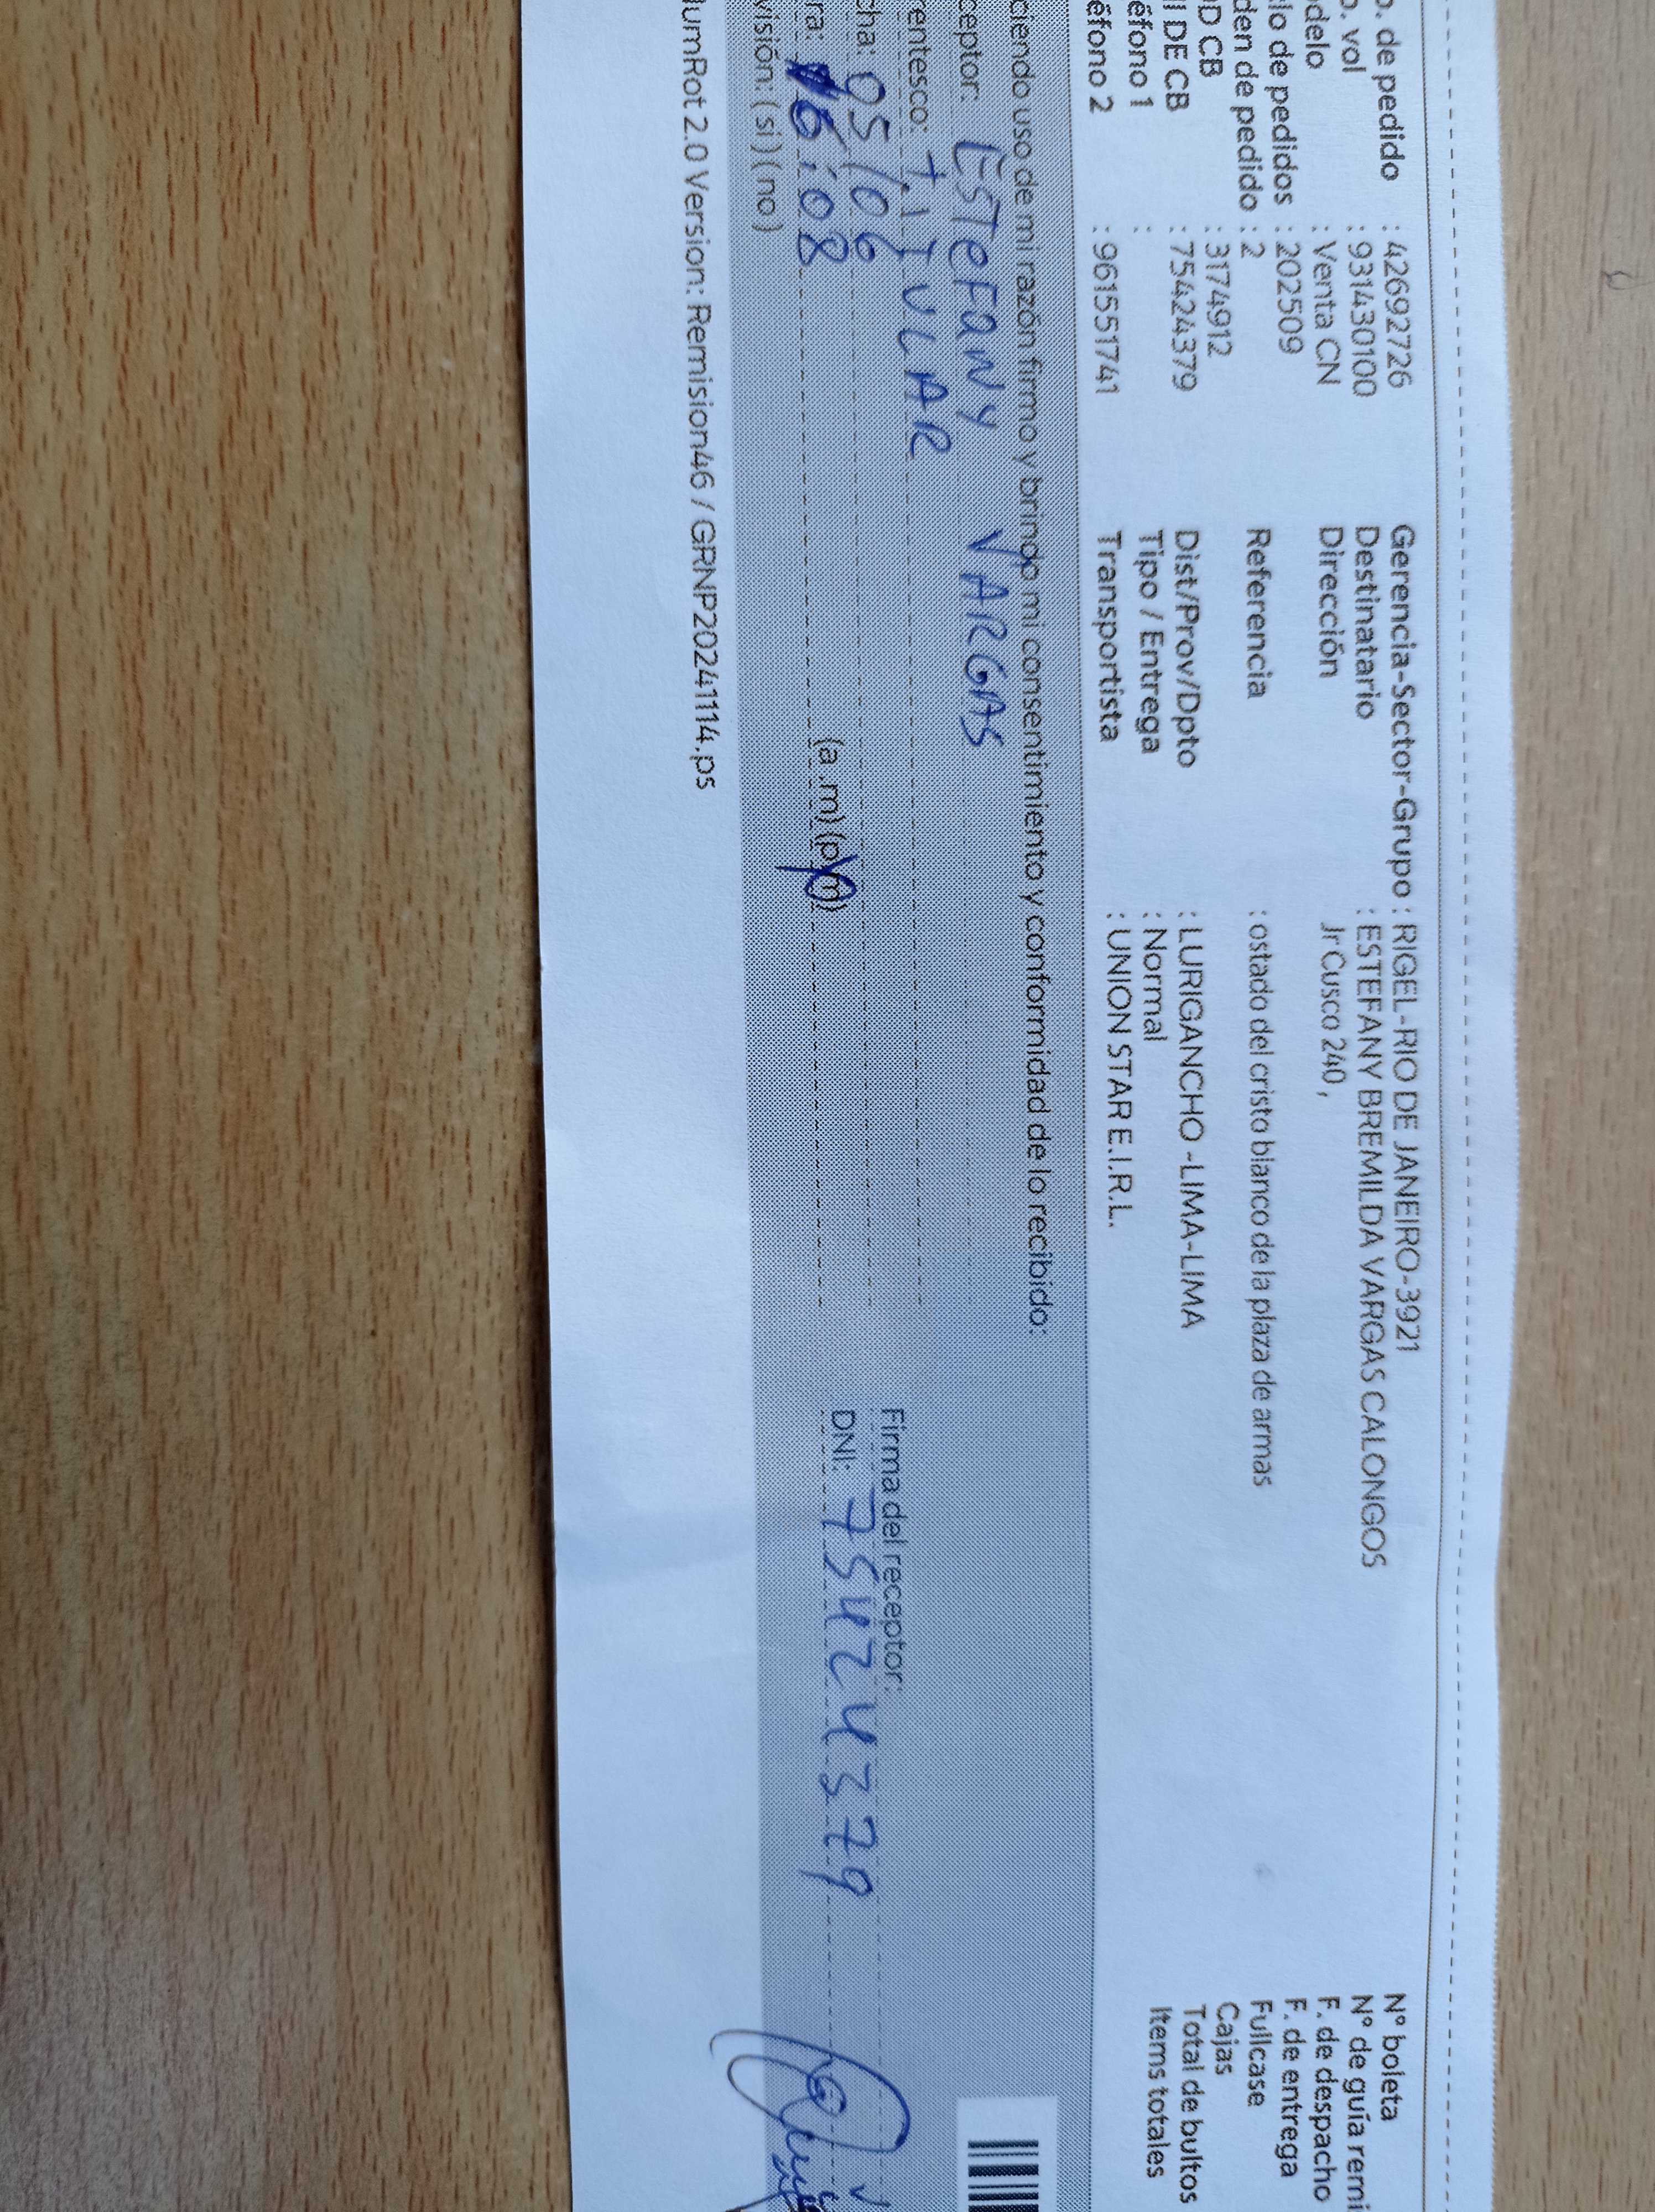 o. de pedido : 42692726 Gerencia-Sector-Grupo : RIGEL-RIO DE JANEIRO-3921 N° boleta
o. vol : 931430100 Destinatario : ESTEFANY BREMILDA VARGAS CALONGOS N° de guía remi
odelo : Venta CN Dirección Jr Cusco 240 , F. de despacho
lo de pedidos : 202509 F. de entrega
den de pedido : 2 Referencia : ostado del cristo blanco de la plaza de armas Fullcase
OD CB : 3174912 Cajas
I DE CB : 75424379 Dist/Prov/Dpto : LURIGANCHO -LIMA-LIMA Total de bultos
éfono 1 : Tipo / Entrega : Normal Items totales
éfono 2 : 961551741 Transportista : UNION STAR E.I.R.L.
ciendo uso de mi razón firmo y brindo mi consentimiento y conformidad de lo recibido:
ceptor: ESTEFANY VARGAS
rentesco: TITULAR
cha: 05/06 Firma del receptor:
ra: 6:08 (a .m) (p m) DNI: 75424379
visión: ( si ) ( no )
lumRot 2.0 Version: Remision46 / GRNP20241114.ps